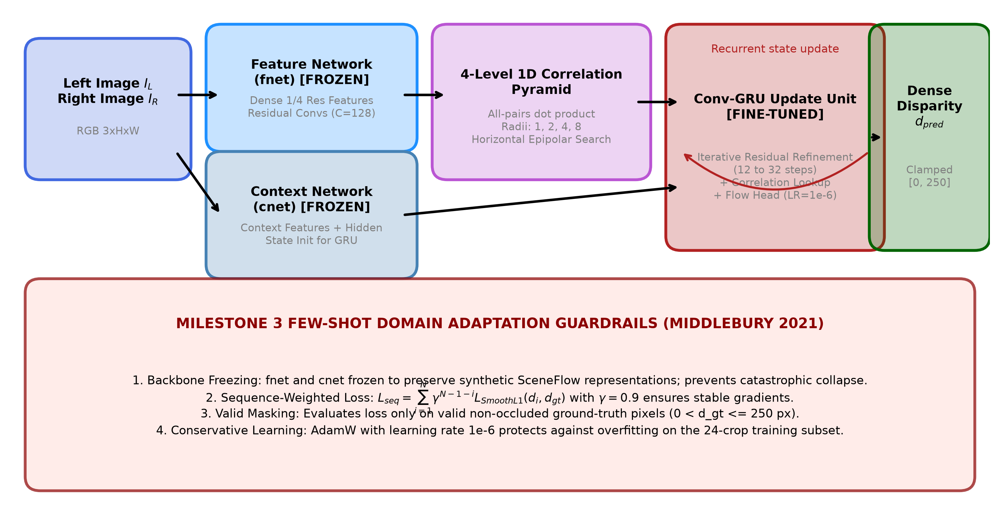 Left Image I_L
Right Image I_R
RGB 3xHxW
Feature Network
(fnet) [FROZEN]
Dense 1/4 Res Features
Residual Convs (C=128)
Context Network
(cnet) [FROZEN]
Context Features + Hidden
State Init for GRU
4-Level 1D Correlation
Pyramid
All-pairs dot product
Radii: 1, 2, 4, 8
Horizontal Epipolar Search
Recurrent state update
Conv-GRU Update Unit
[FINE-TUNED]
Iterative Residual Refinement
(12 to 32 steps)
+ Correlation Lookup
+ Flow Head (LR=1e-6)
Dense
Disparity
d_pred
Clamped
[0, 250]
MILESTONE 3 FEW-SHOT DOMAIN ADAPTATION GUARDRAILS (MIDDLEBURY 2021)
1. Backbone Freezing: fnet and cnet frozen to preserve synthetic SceneFlow representations; prevents catastrophic collapse.
2. Sequence-Weighted Loss: L_seq = ∑_{i=1}^{N} γ^{N−1−i} L_SmoothL1(d_i, d_gt) with γ = 0.9 ensures stable gradients.
3. Valid Masking: Evaluates loss only on valid non-occluded ground-truth pixels (0 < d_gt <= 250 px).
4. Conservative Learning: AdamW with learning rate 1e-6 protects against overfitting on the 24-crop training subset.